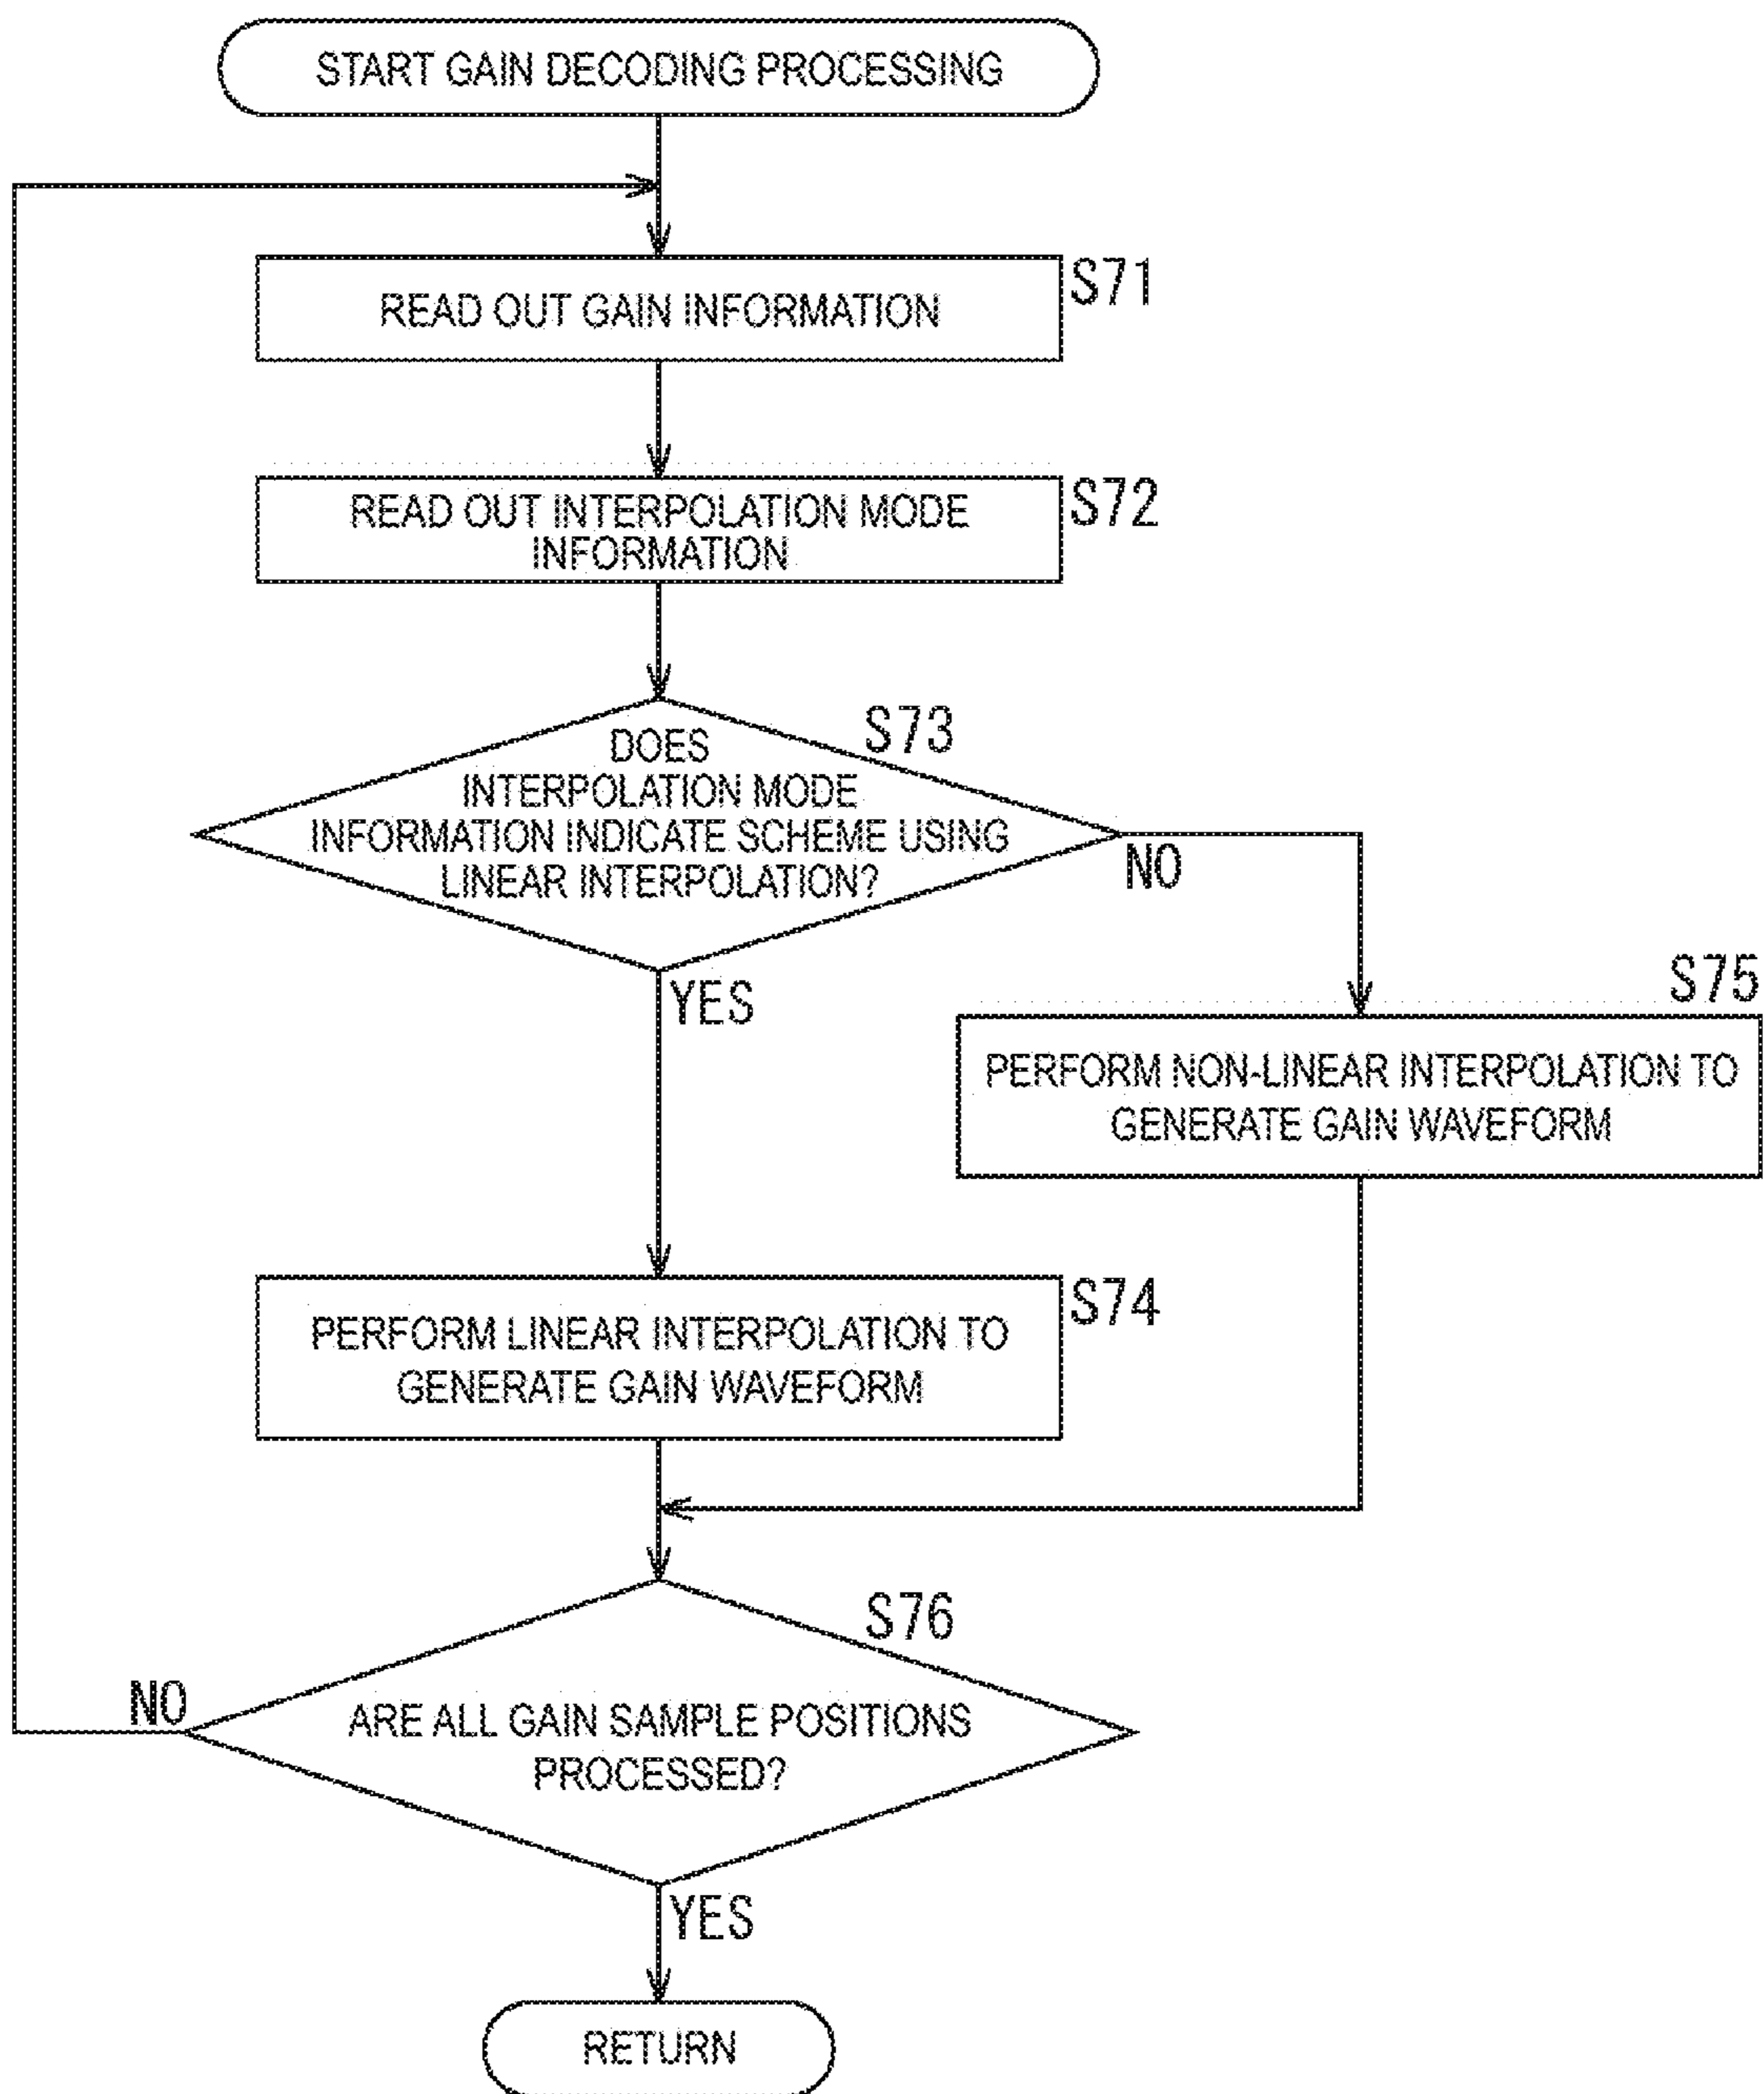 START GAIN DECODING PROCESSING
S71
READ OUT GAIN INFORMATION
S72
READ OUT INTERPOLATION MODE
INFORMATION
S73
DOES
INTERPOLATION MODE
INFORMATION INDICATE SCHEME USING
LINEAR INTERPOLATION?
NO
YES
S75
PERFORM NON-LINEAR INTERPOLATION TO
GENERATE GAIN WAVEFORM
S74
PERFORM LINEAR INTERPOLATION TO
GENERATE GAIN WAVEFORM
S76
NO
ARE ALL GAIN SAMPLE POSITIONS
PROCESSED?
YES
RETURN